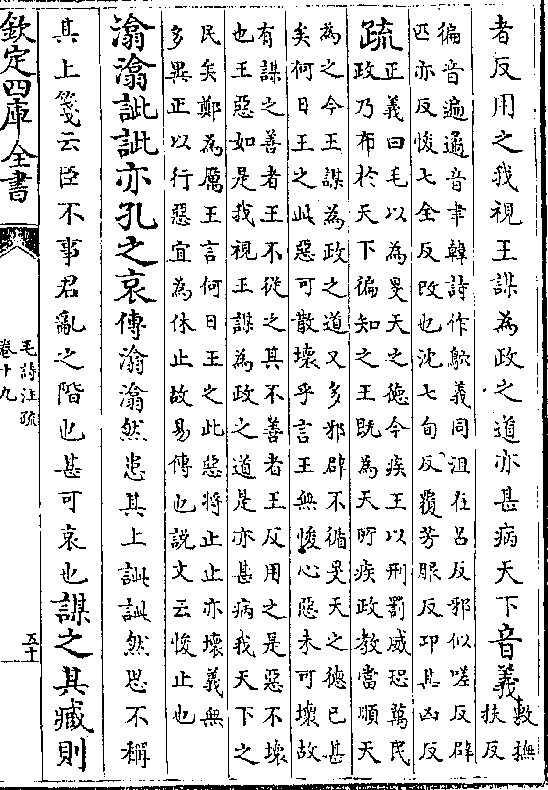 者反用之我視王謀為政之道亦甚病天下音義敷撫
扶反
徧音遍遹音聿韓詩作鴥義同沮在呂反邪似嗟反辟
匹亦反悛七全反改也沈七旬反覆芳服反邛其凶反
疏正義曰毛以為旻天之徳今疾王以刑罰威恐萬民
政乃布於天下徧知之王既為天所疾政教當順天
為之今王謀為政之道又多邪辟不循旻天之德已甚
矣何日王之此惡可散壞乎言王無悛心惡未可壞故
有謀之善者王不從之其不善者王反用之是惡不壞
也王惡如是我視王謀為政之道是亦甚病我天下之
民矣鄭為厲王言何日王之此惡將止止亦壞義無
多異正以行惡宜為休止故易傳也說文云悛止也
潝潝訿訿亦孔之哀傳潝潝然患其上訿訿然思不稱
其上箋云臣不事君亂之階也甚可哀也謀之其臧則
欽定四庫全書
毛詩注疏
卷十九
五十